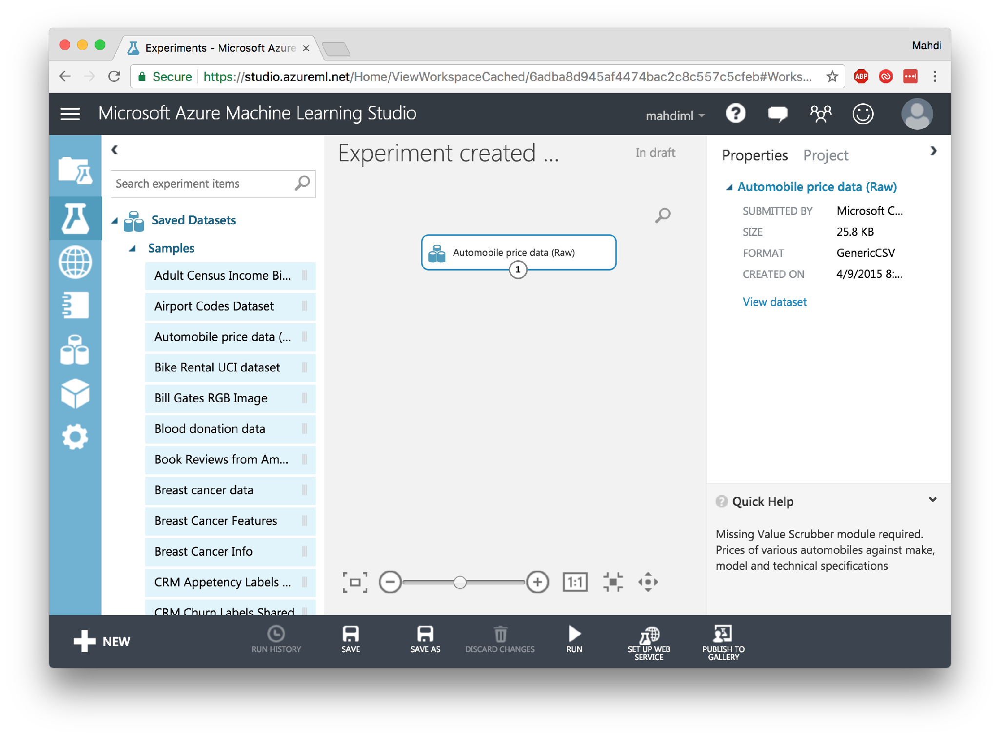 Experiments - Microsoft Azure
Mahdi
Secure
https://studio.azureml.net/Home/ViewWorkspaceCached/6adba8d945af4474bac2c8c557c5cfeb#Works...
ABP
Microsoft Azure Machine Learning Studio
mahdiml
?
Search experiment items
Saved Datasets
Samples
Adult Census Income Bi...
Airport Codes Dataset
Automobile price data (...
Bike Rental UCI dataset
Bill Gates RGB Image
Blood donation data
Book Reviews from Am...
Breast cancer data
Breast Cancer Features
Breast Cancer Info
CRM Appetency Labels ...
CRM Churn Labels Shared
Experiment created ...
In draft
Automobile price data (Raw)
1
1:1
Properties
Project
Automobile price data (Raw)
SUBMITTED BY Microsoft C...
SIZE 25.8 KB
FORMAT GenericCSV
CREATED ON 4/9/2015 8:...
View dataset
? Quick Help
Missing Value Scrubber module required.
Prices of various automobiles against make,
model and technical specifications
NEW
RUN HISTORY
SAVE
SAVE AS
DISCARD CHANGES
RUN
SET UP WEB
SERVICE
PUBLISH TO
GALLERY